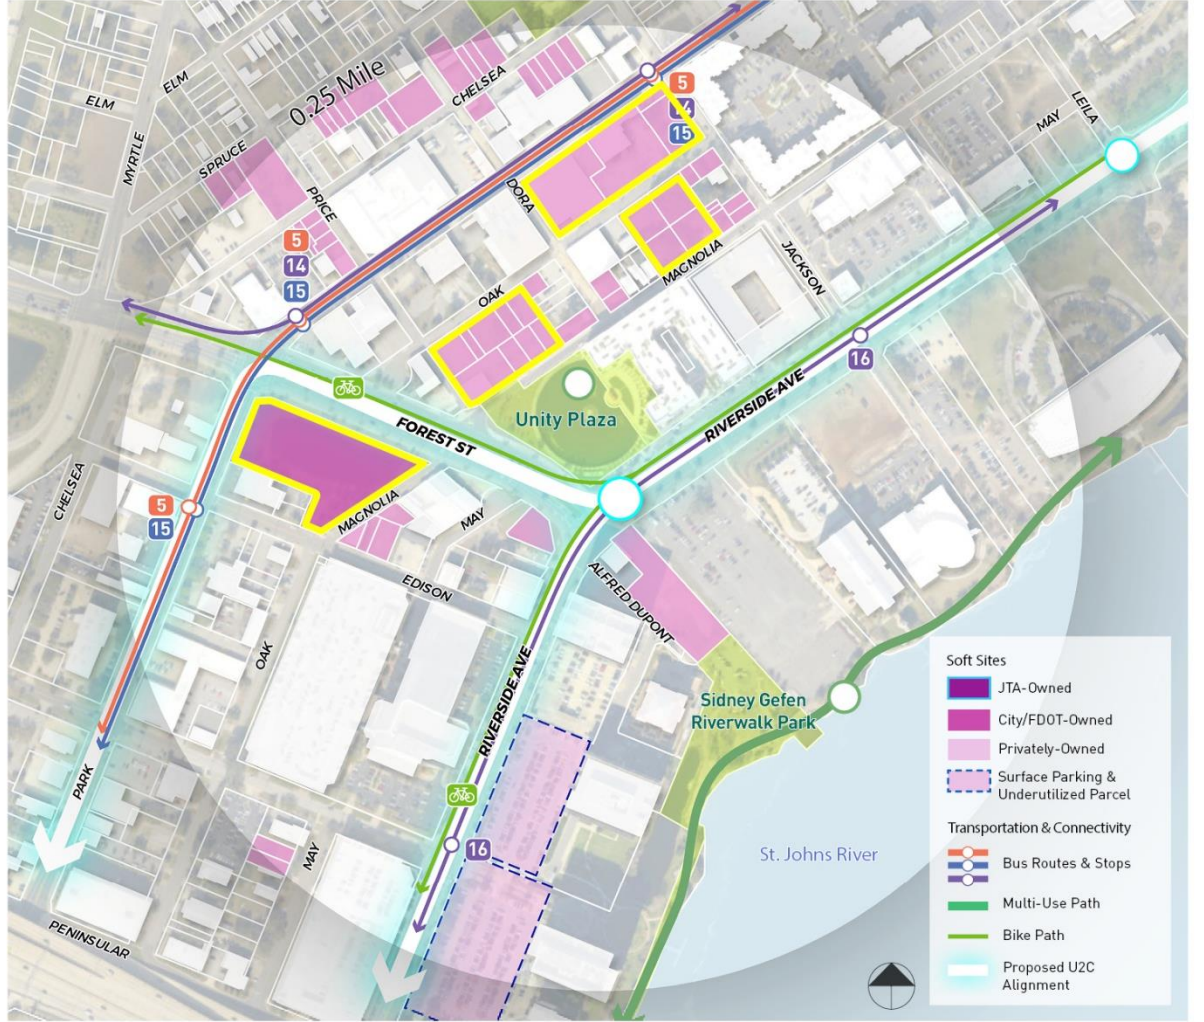 0.25 Mile
ELM
ELM
CHELSEA
MYRTLE
SPRUCE
PRICE
DORA
5
14
15
LEILA
MAY
5
14
15
OAK
MAGNOLIA
JACKSON
16
RIVERSIDE AVE
Unity Plaza
FOREST ST
CHELSEA
5
15
MAGNOLIA
MAY
EDISON
ALFRED DUPONT
OAK
RIVERSIDE AVE
Sidney Gefen
Riverwalk Park
PARK
16
MAY
St. Johns River
PENINSULAR
Soft Sites
JTA-Owned
City/FDOT-Owned
Privately-Owned
Surface Parking &
Underutilized Parcel
Transportation & Connectivity
Bus Routes & Stops
Multi-Use Path
Bike Path
Proposed U2C
Alignment